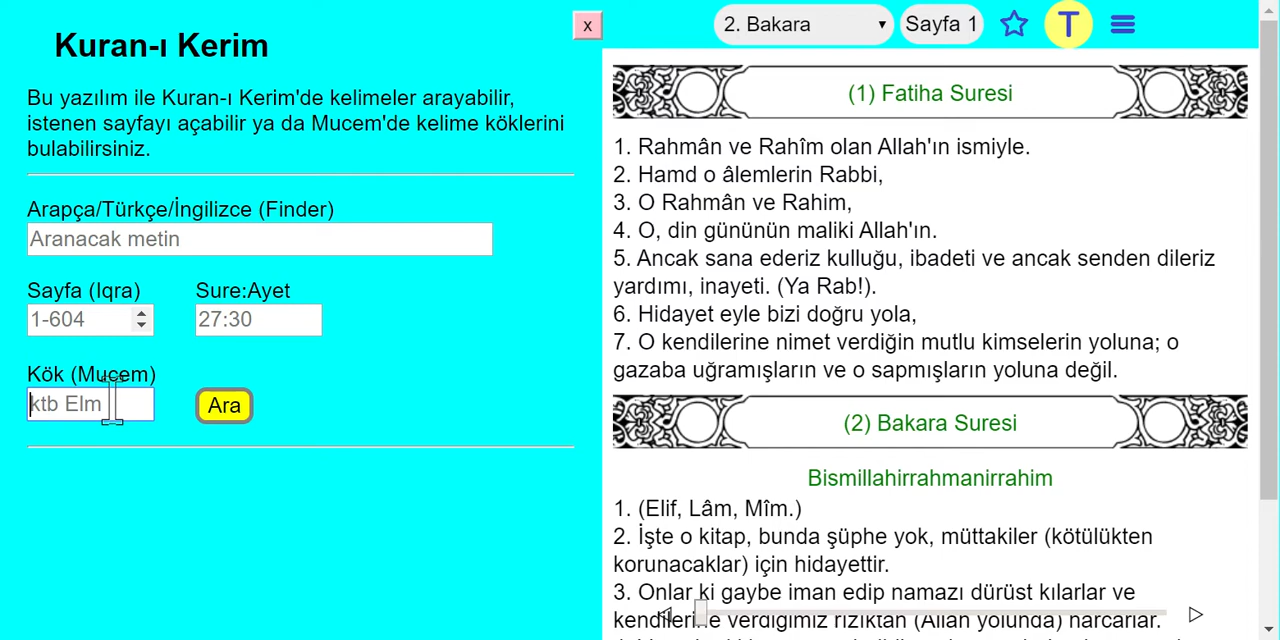 Kuran-ı Kerim
x
Bu yazılım ile Kuran-ı Kerim'de kelimeler arayabilir,
istenen sayfayı açabilir ya da Mucem'de kelime köklerini
bulabilirsiniz.
Arapça/Türkçe/İngilizce (Finder)
Aranacak metin
Sayfa (Iqra)
Sure:Ayet
1-604
27:30
Kök (Mucem)
ktb Elm
Ara
2. Bakara
Sayfa 1
T
(1) Fatiha Suresi
1. Rahmân ve Rahîm olan Allah'ın ismiyle.
2. Hamd o âlemlerin Rabbi,
3. O Rahmân ve Rahim,
4. O, din gününün maliki Allah'ın.
5. Ancak sana ederiz kulluğu, ibadeti ve ancak senden dileriz
yardımı, inayeti. (Ya Rab!).
6. Hidayet eyle bizi doğru yola,
7. O kendilerine nimet verdiğin mutlu kimselerin yoluna; o
gazaba uğramışların ve o sapmışların yoluna değil.
(2) Bakara Suresi
Bismillahirrahmanirrahim
1. (Elif, Lâm, Mîm.)
2. İşte o kitap, bunda şüphe yok, müttakiler (kötülükten
korunacaklar) için hidayettir.
3. Onlar ki gaybe iman edip namazı dürüst kılarlar ve
kendilerine verdiğimiz rızıktan (Allah yolunda) harcarlar.